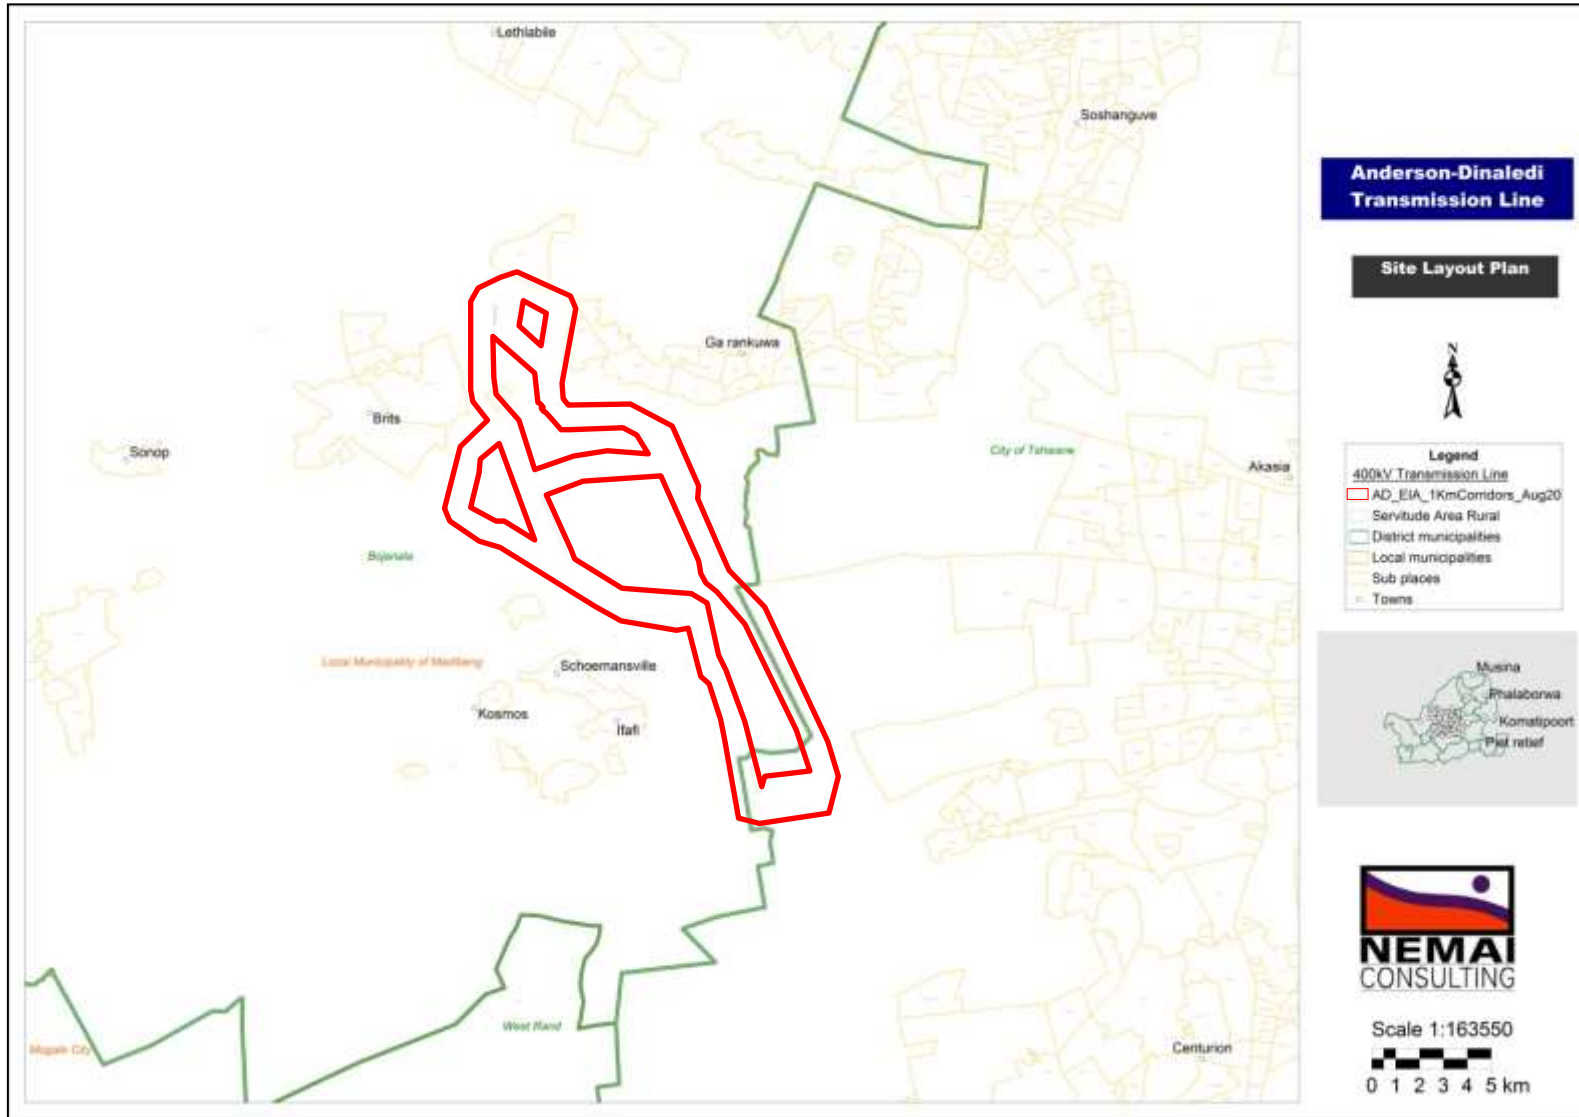 Lethlabile
Soshanguve
Ga rankuwa
Brits
Sonop
City of Tshwane
Akasia
Bojanala
Local Municipality of Madibeng
Schoemansville
Kosmos
Ifafi
West Rand
Mogale City
Centurion
Anderson-Dinaledi
Transmission Line
Site Layout Plan
N
Legend
400kV Transmission Line
AD_EIA_1KmCorridors_Aug20
Servitude Area Rural
District municipalities
Local municipalities
Sub places
Towns
Musina
Phalaborwa
Komatipoort
Piet retief
NEMAI
CONSULTING
Scale 1:163550
0 1 2 3 4 5 km